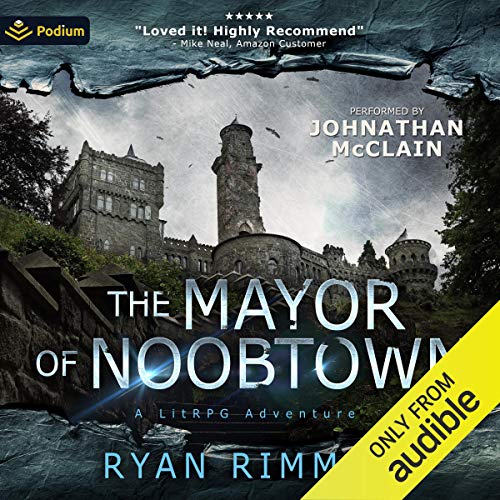 Podium
★★★★★
"Loved it! Highly Recommend"
- Mike Neal, Amazon Customer
PERFORMED BY
JOHNATHAN
McCLAIN
THE MAYOR
OF NOOBTOWN
A LitRPG Adventure
RYAN RIMM
ONLY FROM
audible